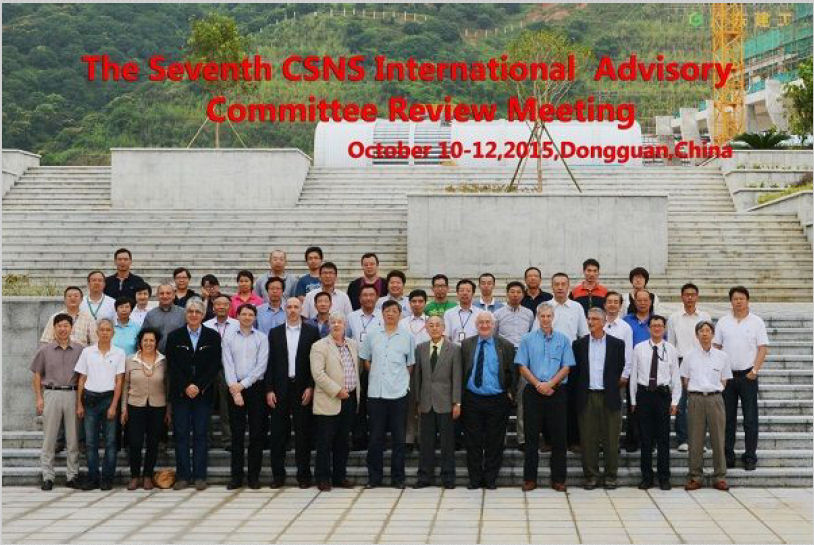 The Seventh CSNS International Advisory
Committee Review Meeting
October 10-12,2015,Dongguan,China